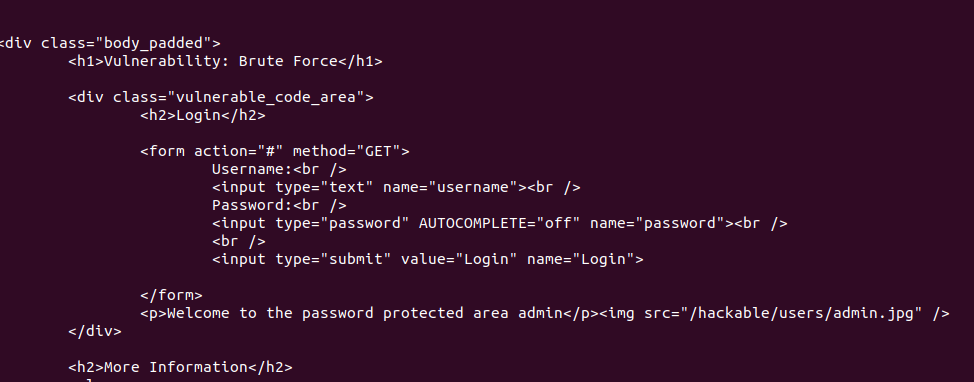 <div class="body_padded">
<h1>Vulnerability: Brute Force</h1>
<div class="vulnerable_code_area">
<h2>Login</h2>
<form action="#" method="GET">
Username:<br />
<input type="text" name="username"><br />
Password:<br />
<input type="password" AUTOCOMPLETE="off" name="password"><br />
<br />
<input type="submit" value="Login" name="Login">
</form>
<p>Welcome to the password protected area admin</p><img src="/hackable/users/admin.jpg" />
</div>
<h2>More Information</h2>